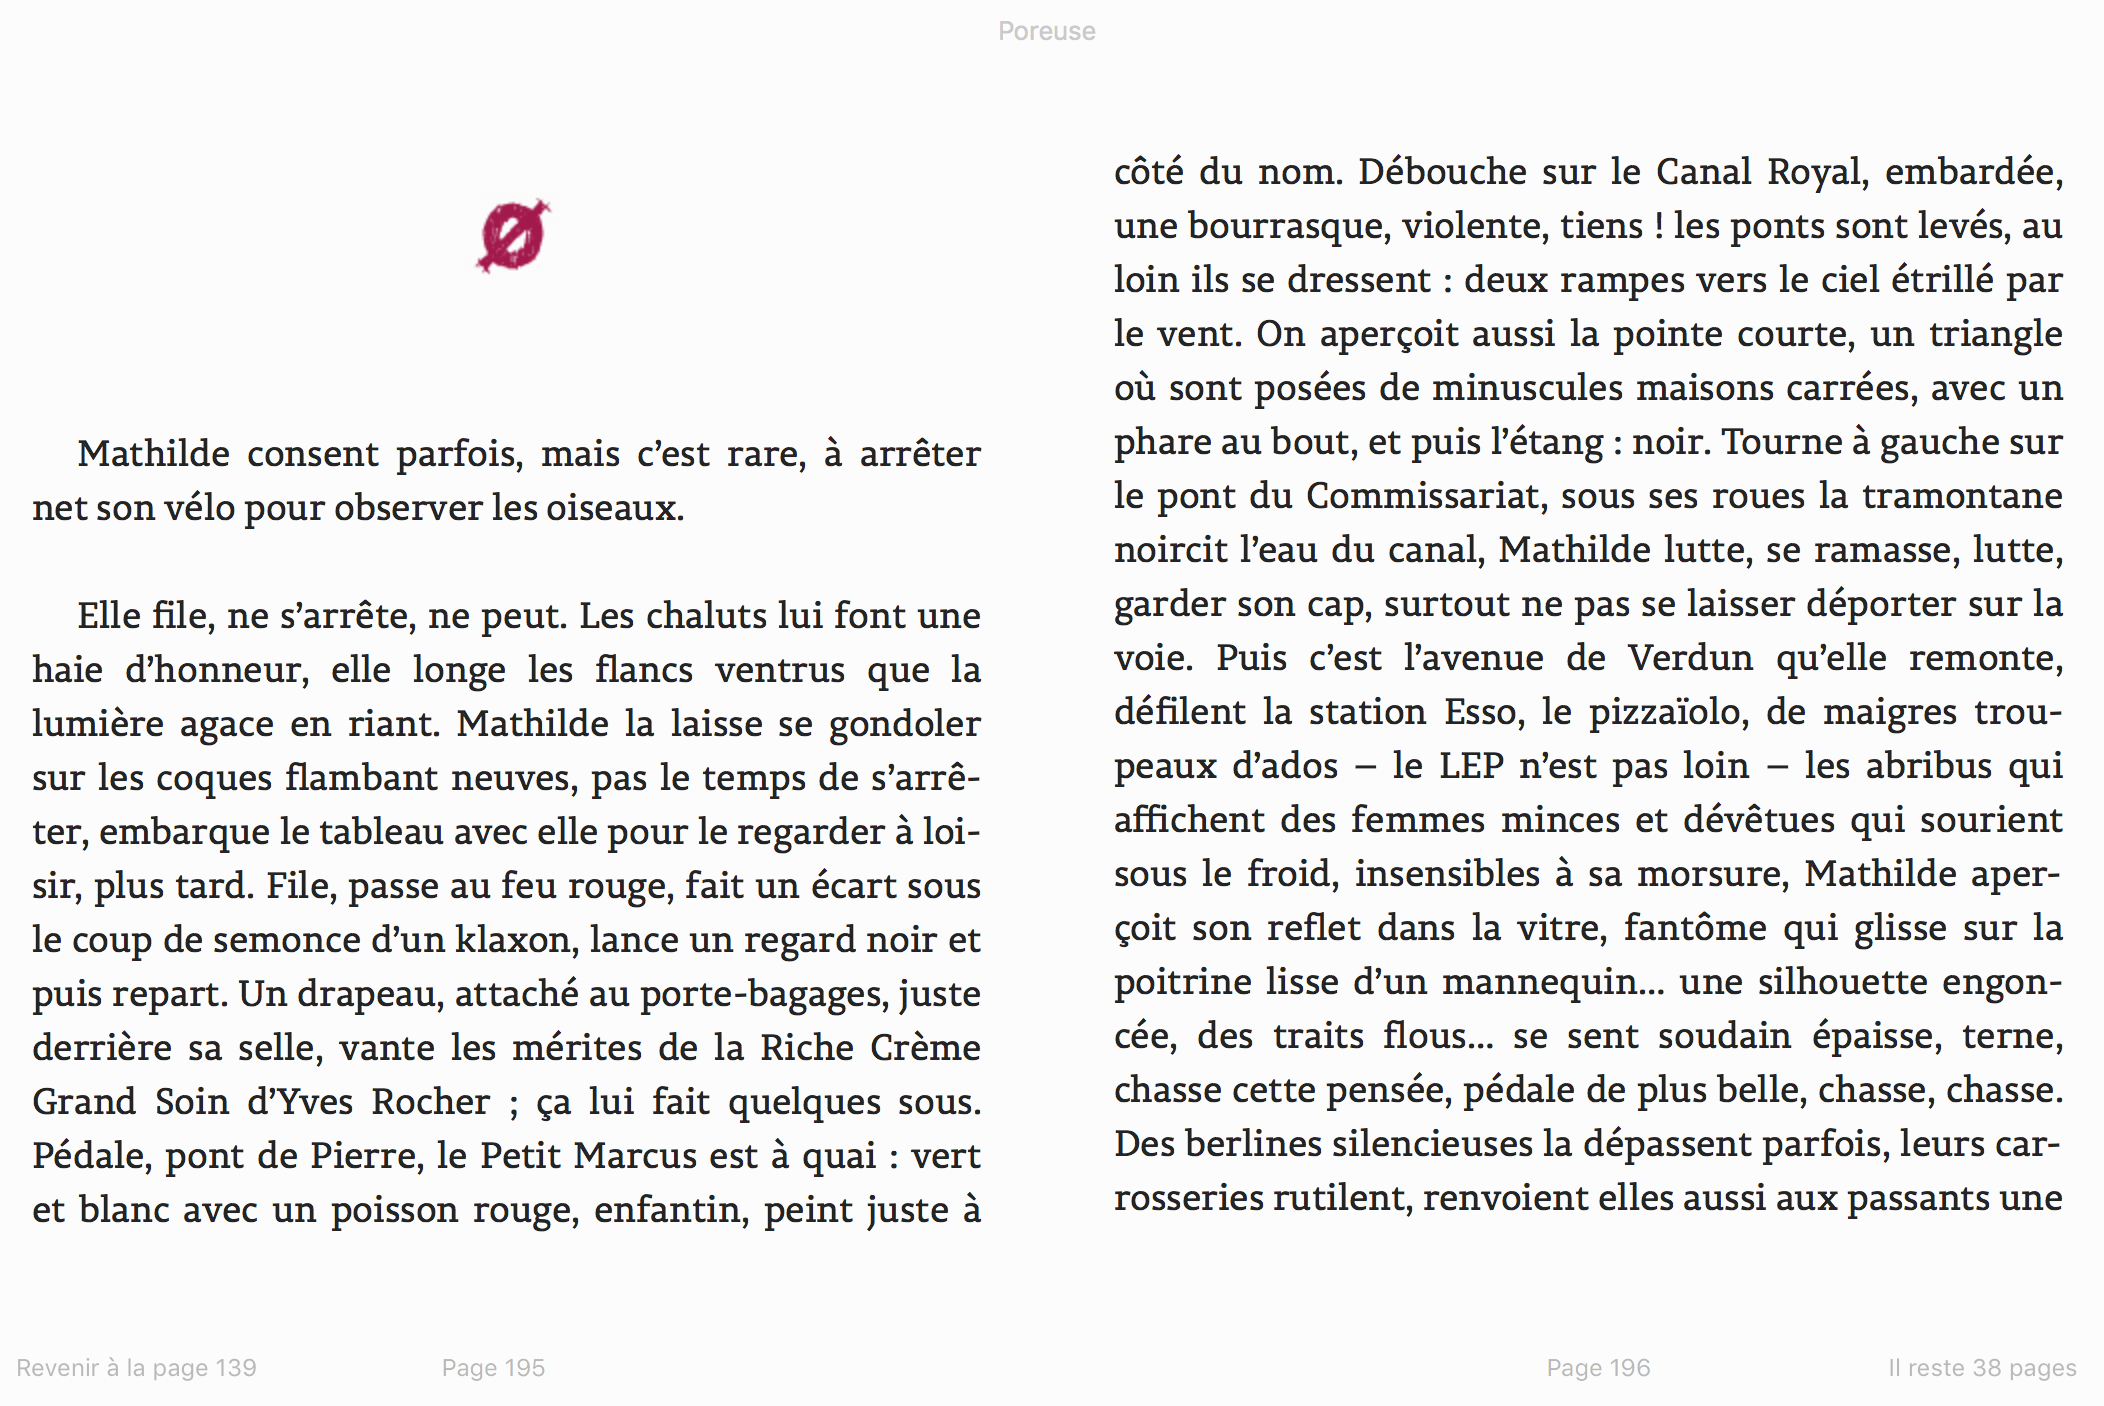 Poreuse
Ø
Mathilde consent parfois, mais c’est rare, à arrêter
net son vélo pour observer les oiseaux.
Elle file, ne s’arrête, ne peut. Les chaluts lui font une
haie d’honneur, elle longe les flancs ventrus que la
lumière agace en riant. Mathilde la laisse se gondoler
sur les coques flambant neuves, pas le temps de s’arrê-
ter, embarque le tableau avec elle pour le regarder à loi-
sir, plus tard. File, passe au feu rouge, fait un écart sous
le coup de semonce d’un klaxon, lance un regard noir et
puis repart. Un drapeau, attaché au porte-bagages, juste
derrière sa selle, vante les mérites de la Riche Crème
Grand Soin d’Yves Rocher ; ça lui fait quelques sous.
Pédale, pont de Pierre, le Petit Marcus est à quai : vert
et blanc avec un poisson rouge, enfantin, peint juste à
côté du nom. Débouche sur le Canal Royal, embardée,
une bourrasque, violente, tiens ! les ponts sont levés, au
loin ils se dressent : deux rampes vers le ciel étrillé par
le vent. On aperçoit aussi la pointe courte, un triangle
où sont posées de minuscules maisons carrées, avec un
phare au bout, et puis l’étang : noir. Tourne à gauche sur
le pont du Commissariat, sous ses roues la tramontane
noircit l’eau du canal, Mathilde lutte, se ramasse, lutte,
garder son cap, surtout ne pas se laisser déporter sur la
voie. Puis c’est l’avenue de Verdun qu’elle remonte,
défilent la station Esso, le pizzaïolo, de maigres trou-
peaux d’ados – le LEP n’est pas loin – les abribus qui
affichent des femmes minces et dévêtues qui sourient
sous le froid, insensibles à sa morsure, Mathilde aper-
çoit son reflet dans la vitre, fantôme qui glisse sur la
poitrine lisse d’un mannequin... une silhouette engon-
cée, des traits flous... se sent soudain épaisse, terne,
chasse cette pensée, pédale de plus belle, chasse, chasse.
Des berlines silencieuses la dépassent parfois, leurs car-
rosseries rutilent, renvoient elles aussi aux passants une
Revenir à la page 139
Page 195
Page 196
Il reste 38 pages